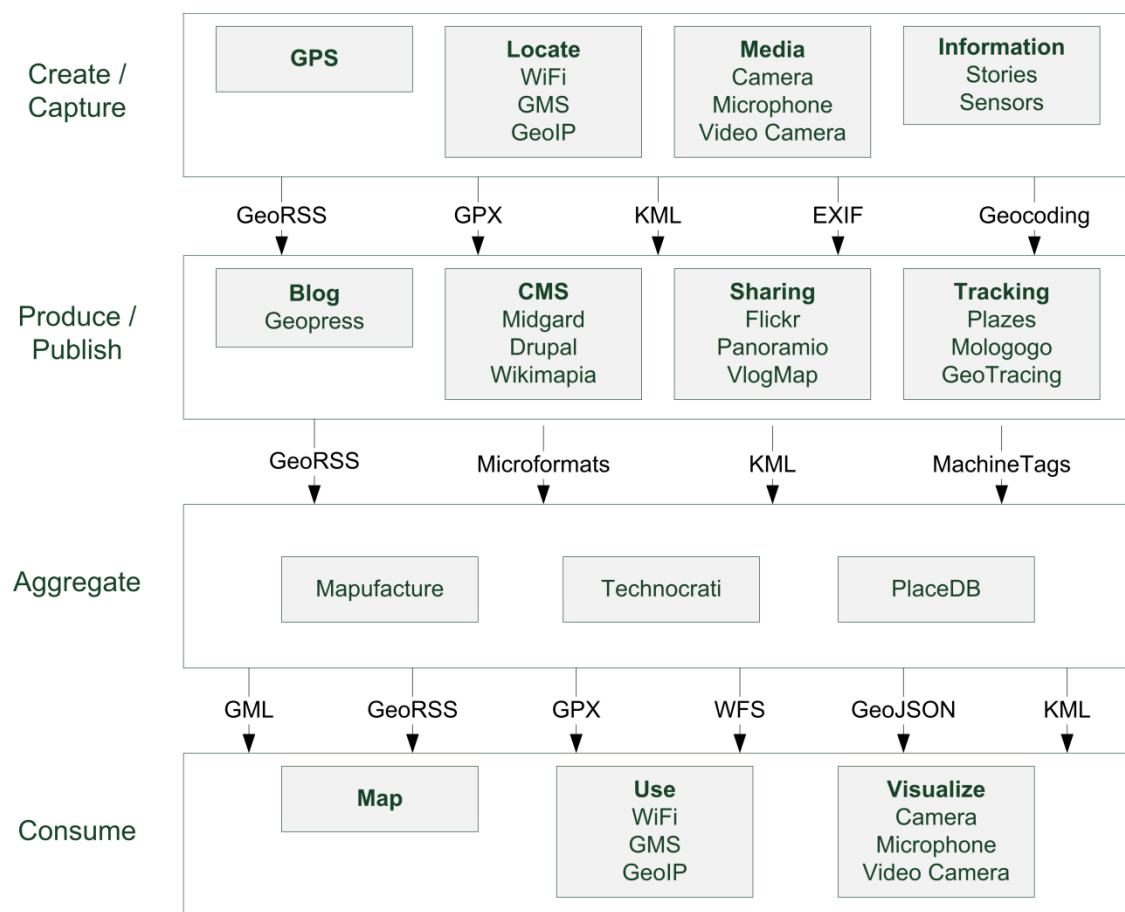 Create /
Capture
GPS
Locate
WiFi
GMS
GeoIP
Media
Camera
Microphone
Video Camera
Information
Stories
Sensors
GeoRSS
GPX
KML
EXIF
Geocoding
Produce /
Publish
Blog
Geopress
CMS
Midgard
Drupal
Wikimapia
Sharing
Flickr
Panoramio
VlogMap
Tracking
Plazes
Mologogo
GeoTracing
GeoRSS
Microformats
KML
MachineTags
Aggregate
Mapufacture
Technocrati
PlaceDB
GML
GeoRSS
GPX
WFS
GeoJSON
KML
Consume
Map
Use
WiFi
GMS
GeoIP
Visualize
Camera
Microphone
Video Camera